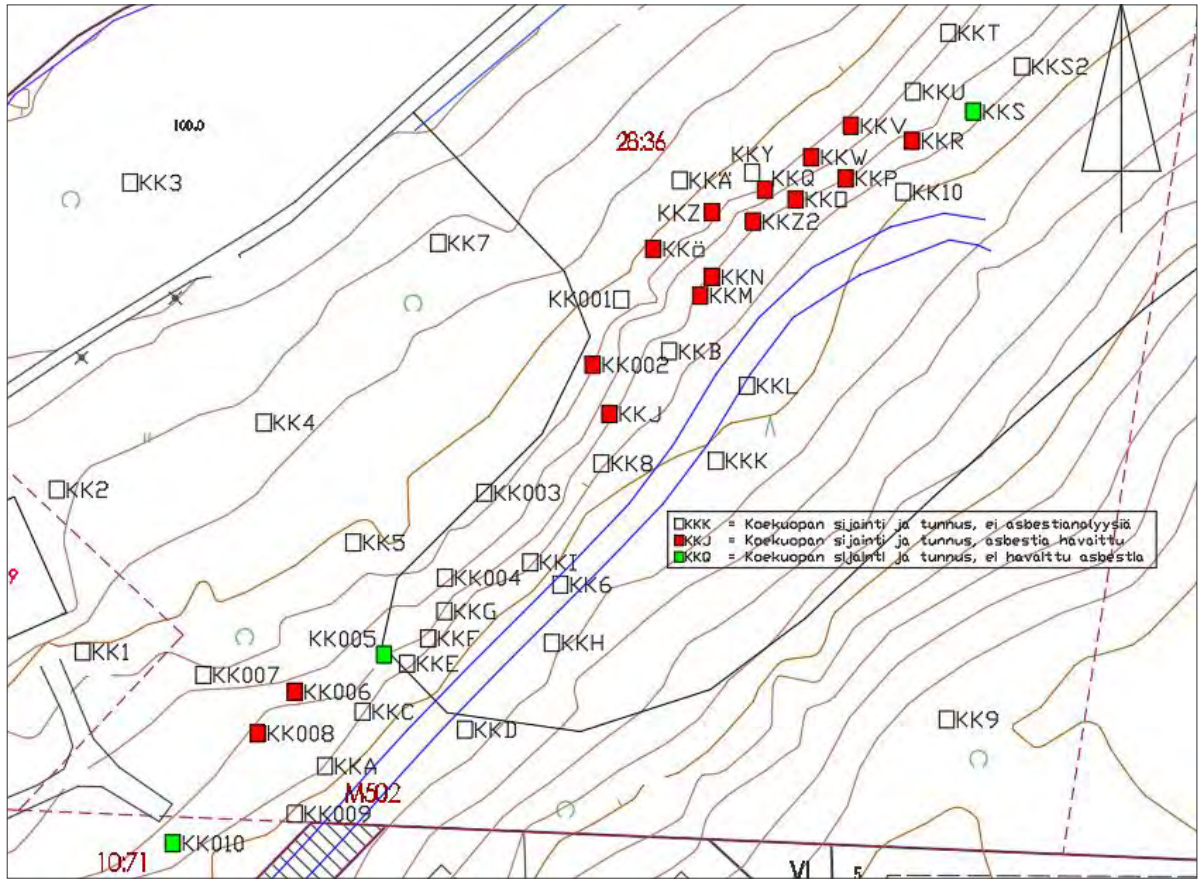 KKT
KKS2
KKU
KKS
100.0
KKV
28:36
KKR
KKW
KKY
KK3
KKÄ
KKQ
KKP
KKO
KK10
KKZ
KKZ2
KK7
KKö
KKN
KK001
KKM
KKB
KK002
KKL
KKJ
KK4
KK8
KKK
KK2
KK003
KKK = Koekuopan sijainti ja tunnus, ei asbestianalyysiä
KKJ = Koekuopan sijainti ja tunnus, asbestia havaittu
KKQ = Koekuopan sijainti ja tunnus, ei havaittu asbestia
KK5
KKI
9
KK004
KK6
KKG
KKF
KK005
KKH
KK1
KKE
KK007
KK006
KKC
KK9
KK008
KKD
KKA
M502
KK009
KK010
10:71
VI
5